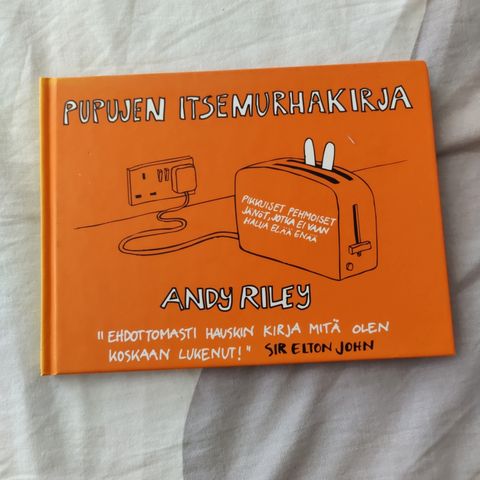 PUPUJEN ITSEMURHAKIRJA
PIKKUISET PEHMOISET
JÄNÖT, JOTKA EI VAAN
HALUA ELÄÄ ENÄÄ
ANDY RILEY
"EHDOTTOMASTI HAUSKIN KIRJA MITÄ OLEN
KOSKAAN LUKENUT!" SIR ELTON JOHN